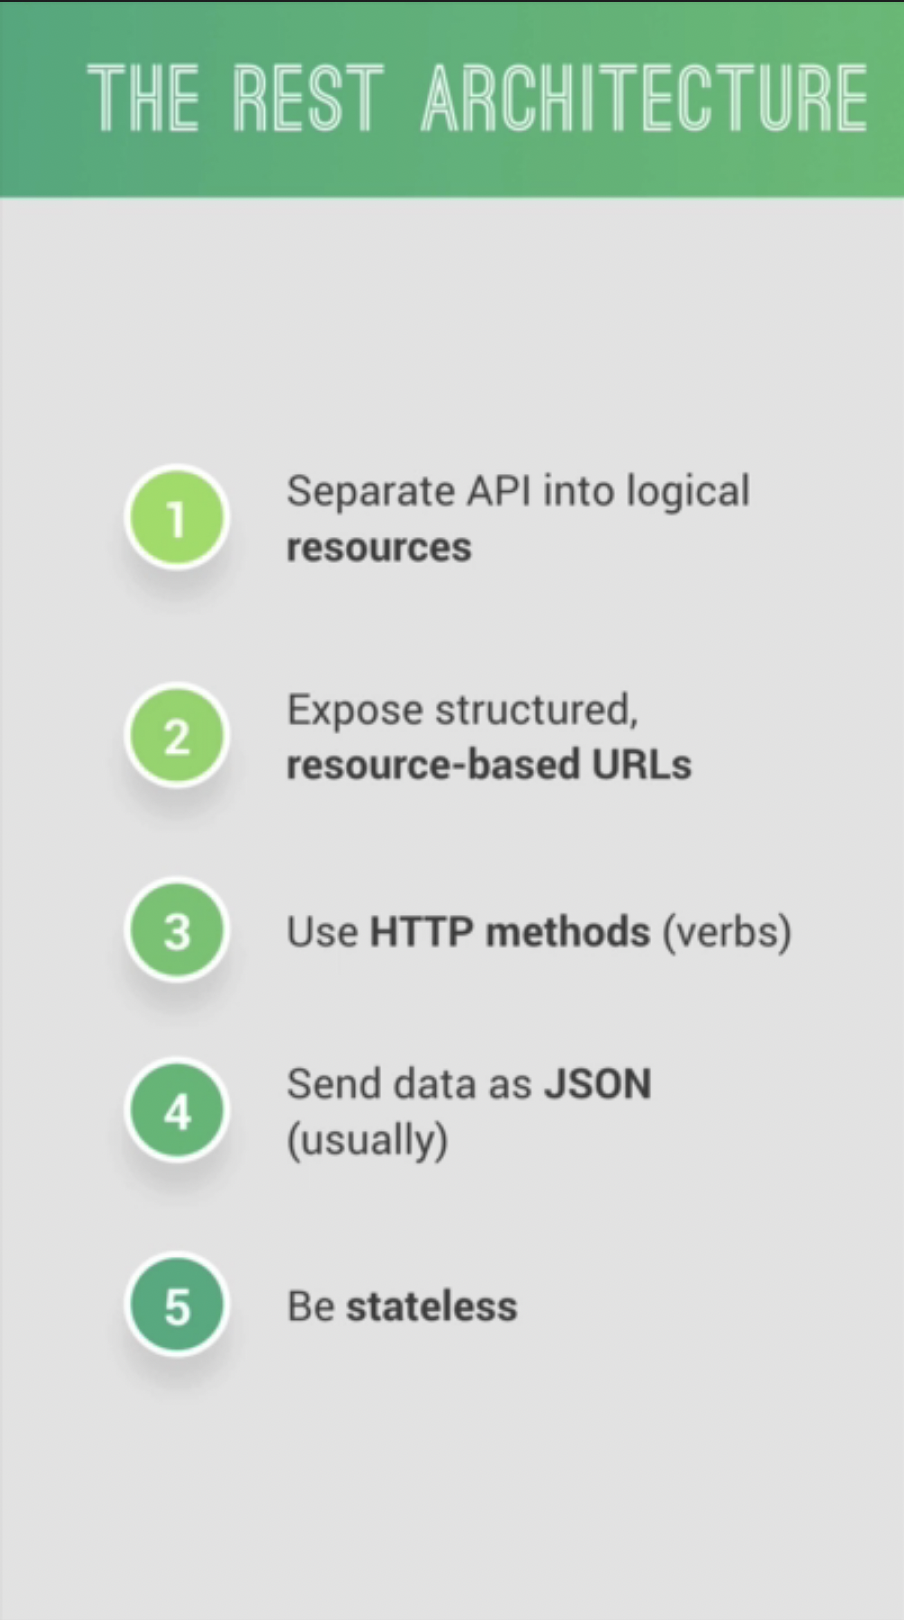 THE REST ARCHITECTURE
1
Separate API into logical
resources
2
Expose structured,
resource-based URLs
3
Use HTTP methods (verbs)
4
Send data as JSON
(usually)
5
Be stateless